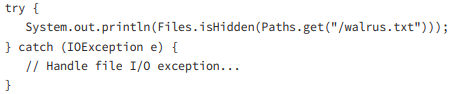 try {
   System.out.println(Files.isHidden(Paths.get("/walrus.txt")));
} catch (IOException e) {
   // Handle file I/O exception...
}